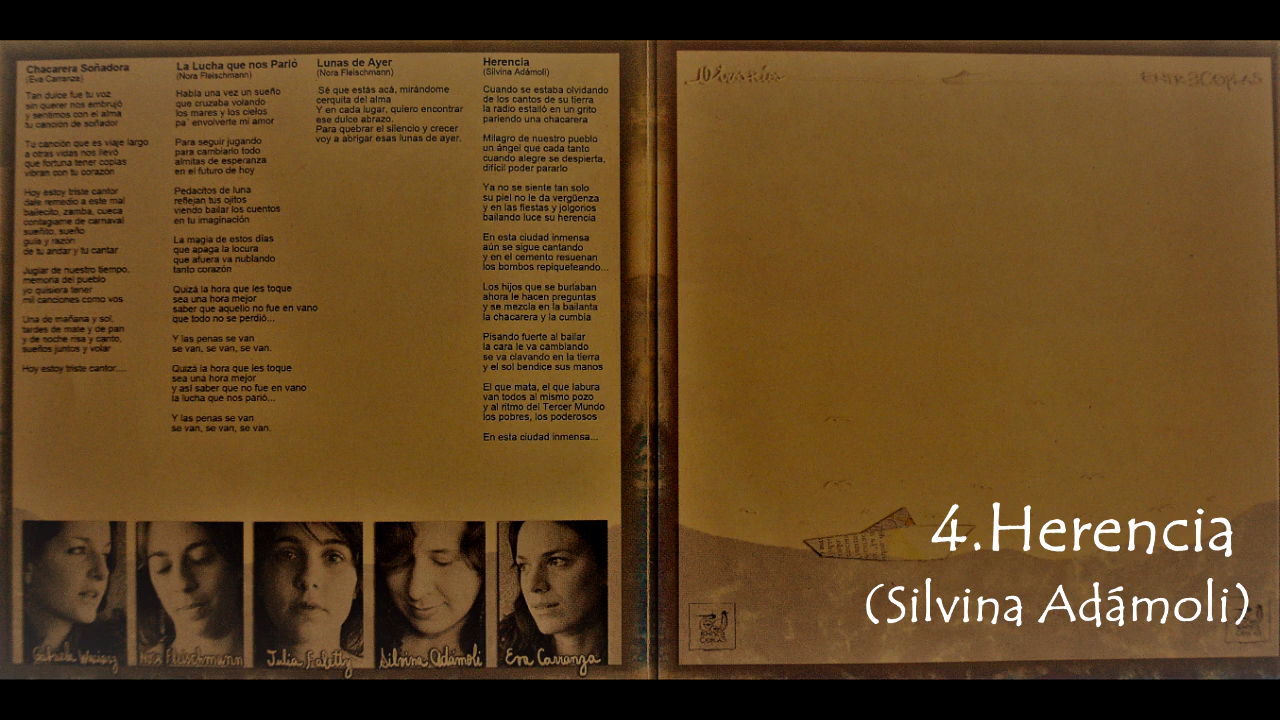 Chacarera Soñadora
(Eva Carranza)
Tan dulce fue tu voz
sin querer nos embrujó
y sentimos con el alma
tu canción de soñador
Tu canción que es viaje largo
a otras vidas nos llevó
que fortuna tener coplas
vibran con tu corazón
Hoy estoy triste cantor
dale remedio a este mal
bailecito, zamba, cueca
contagiame de carnaval
sueñito, sueño
guía y razón
de tu andar y tu cantar
Juglar de nuestro tiempo,
memoria del pueblo
yo quisiera tener
mil canciones como vos
Una de mañana y sol,
tardes de mate y de pan
y de noche risa y canto,
sueños juntos y volar
Hoy estoy triste cantor....
La Lucha que nos Parió
(Nora Fleischmann)
Había una vez un sueño
que cruzaba volando
los mares y los cielos
pa´ envolverte mi amor
Para seguir jugando
para cambiarlo todo
almitas de esperanza
en el futuro de hoy
Pedacitos de luna
reflejan tus ojitos
viendo bailar los cuentos
en tu imaginación
La magia de estos días
que apaga la locura
que afuera va nublando
tanto corazón
Quizá la hora que les toque
sea una hora mejor
saber que aquello no fue en vano
que todo no se perdió...
Y las penas se van
se van, se van, se van.
Quizá la hora que les toque
sea una hora mejor
y así saber que no fue en vano
la lucha que nos parió...
Y las penas se van
se van, se van, se van.
Lunas de Ayer
(Nora Fleischmann)
Sé que estás acá, mirándome
cerquita del alma
Y en cada lugar, quiero encontrar
ese dulce abrazo.
Para quebrar el silencio y crecer
voy a abrigar esas lunas de ayer.
Herencia
(Silvina Adámoli)
Cuando se estaba olvidando
de los cantos de su tierra
la radio estalló en un grito
pariendo una chacarera
Milagro de nuestro pueblo
un ángel que cada tanto
cuando alegre se despierta,
difícil poder pararlo
Ya no se siente tan solo
su piel no le da vergüenza
y en las fiestas y jolgorios
bailando luce su herencia
En esta ciudad inmensa
aún se sigue cantando
y en el cemento resuenan
los bombos repiqueteando...
Los hijos que se burlaban
ahora le hacen preguntas
y se mezcla en la bailanta
la chacarera y la cumbia
Pisando fuerte al bailar
la cara le va cambiando
se va clavando en la tierra
y el sol bendice sus manos
El que mata, el que labura
van todos al mismo pozo
y al ritmo del Tercer Mundo
los pobres, los poderosos
En esta ciudad inmensa...
Nora Fleischmann
Julia Faletty
Silvina Adámoli
Eva Carranza
ENTRECOPLAS
4.Herencia
(Silvina Adámoli)